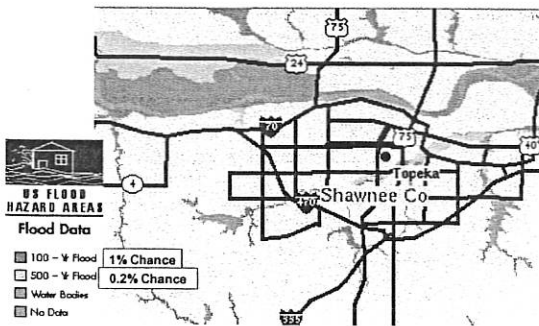 75
24
70
75
40
Topeka
4
Shawnee Co
470
335
US FLOOD
HAZARD AREAS
Flood Data
100 - Yr Flood 1% Chance
500 - Yr Flood 0.2% Chance
Water Bodies
No Data